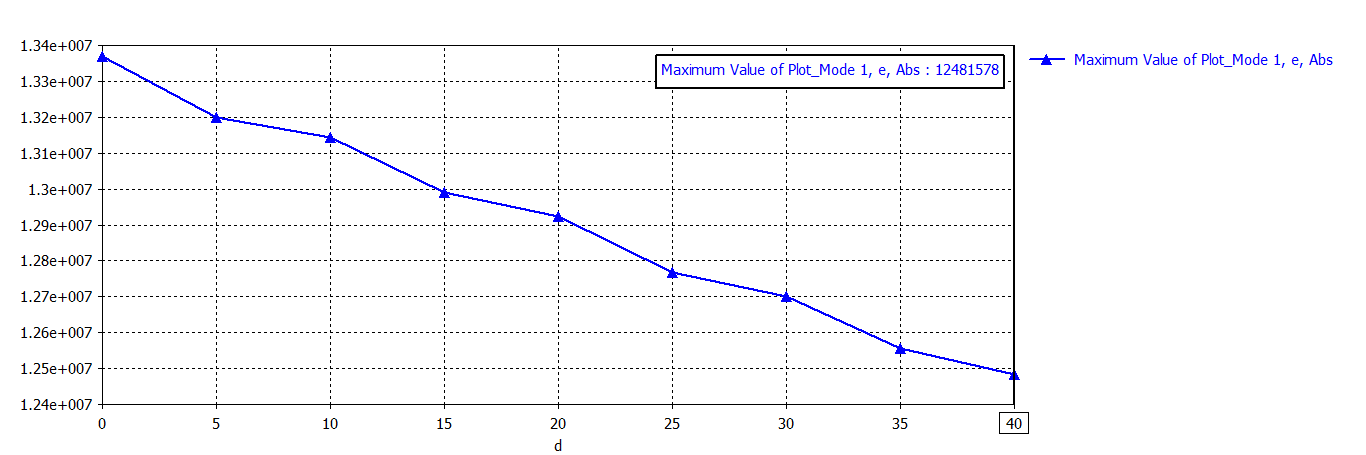 1.34e+007
1.33e+007
1.32e+007
1.31e+007
1.3e+007
1.29e+007
1.28e+007
1.27e+007
1.26e+007
1.25e+007
1.24e+007
Maximum Value of Plot_Mode 1, e, Abs : 12481578
Maximum Value of Plot_Mode 1, e, Abs
0 5 10 15 20 25 30 35 40
d